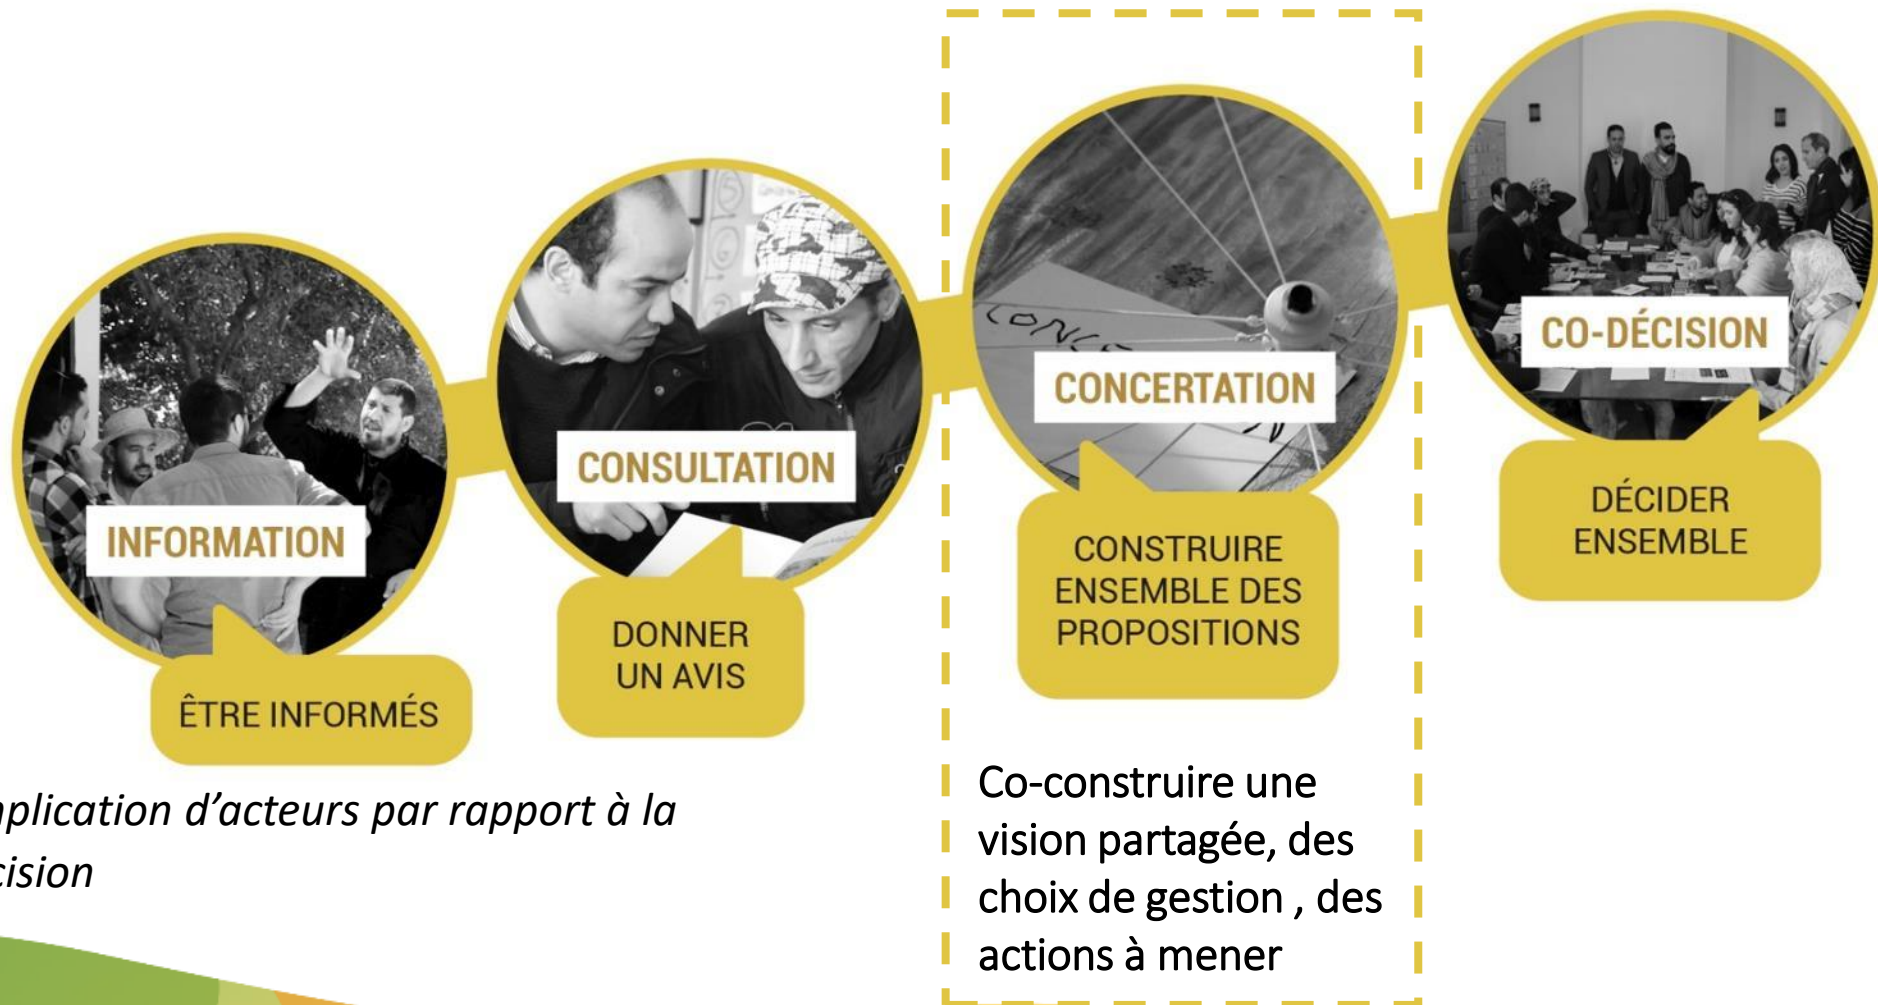 INFORMATION
ÊTRE INFORMÉS
CONSULTATION
DONNER
UN AVIS
CONCERTATION
CONSTRUIRE
ENSEMBLE DES
PROPOSITIONS
CO-DÉCISION
DÉCIDER
ENSEMBLE
mplication d’acteurs par rapport à la
cision
Co-construire une
vision partagée, des
choix de gestion , des
actions à mener